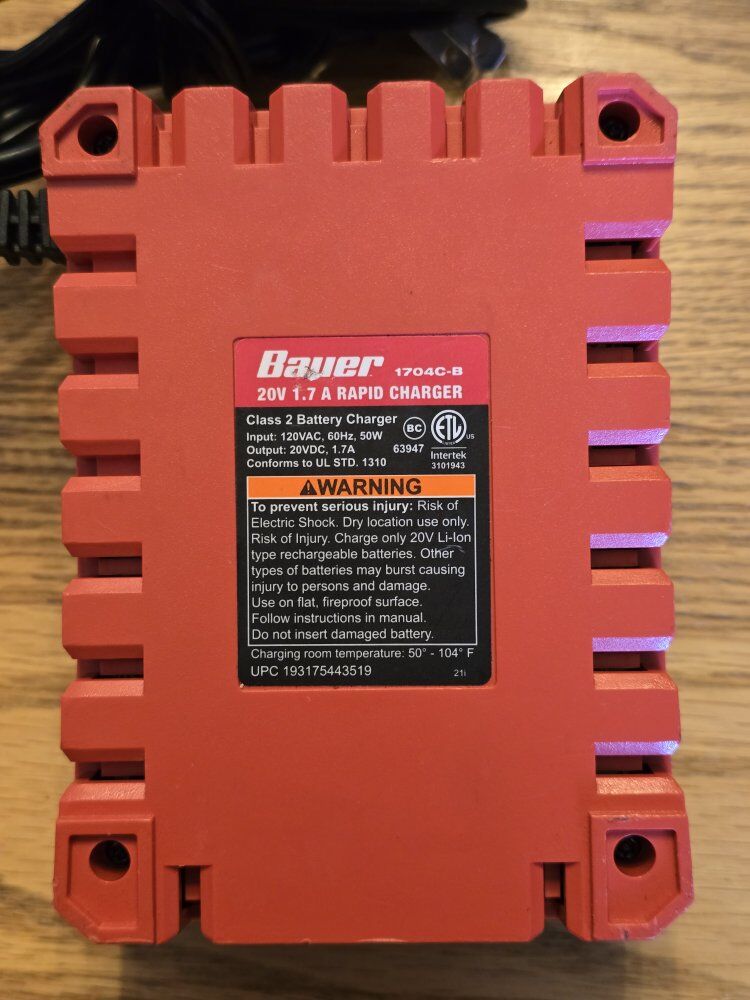 Bauer 1704C-B
20V 1.7 A RAPID CHARGER
Class 2 Battery Charger
Input: 120VAC, 60Hz, 50W
Output: 20VDC, 1.7A
Conforms to UL STD. 1310
BC
63947
ETL
US
Intertek
3101943
WARNING
To prevent serious injury: Risk of
Electric Shock. Dry location use only.
Risk of Injury. Charge only 20V Li-Ion
type rechargeable batteries. Other
types of batteries may burst causing
injury to persons and damage.
Use on flat, fireproof surface.
Follow instructions in manual.
Do not insert damaged battery.
Charging room temperature: 50° - 104° F
UPC 193175443519
21i